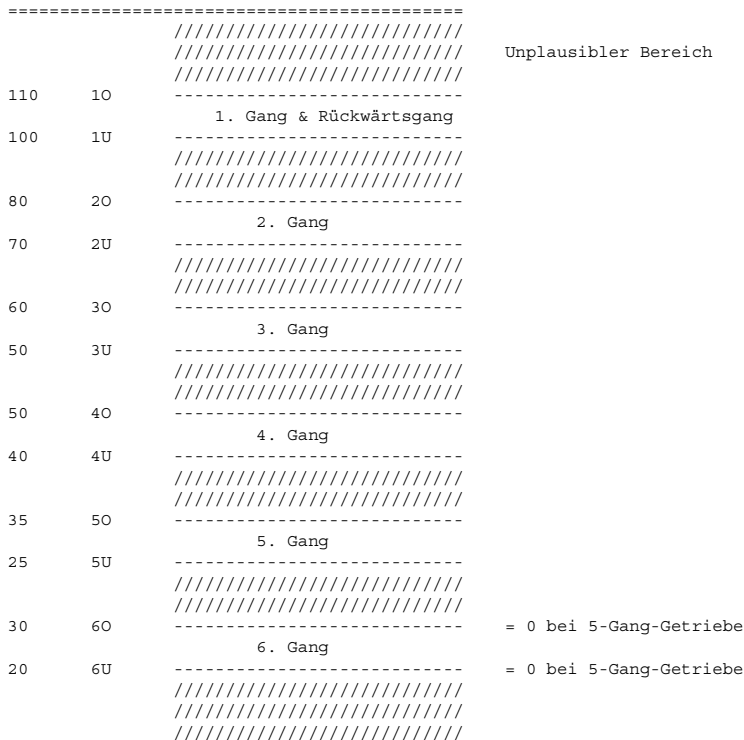 ============================================
////////////////////////////
//////////////////////////// Unplausibler Bereich
////////////////////////////
110 1O ----------------------------
1. Gang & Rückwärtsgang
100 1U ----------------------------
////////////////////////////
////////////////////////////
80 2O ----------------------------
2. Gang
70 2U ----------------------------
////////////////////////////
////////////////////////////
60 3O ----------------------------
3. Gang
50 3U ----------------------------
////////////////////////////
////////////////////////////
50 4O ----------------------------
4. Gang
40 4U ----------------------------
////////////////////////////
////////////////////////////
35 5O ----------------------------
5. Gang
25 5U ----------------------------
////////////////////////////
////////////////////////////
30 6O ---------------------------- = 0 bei 5-Gang-Getriebe
6. Gang
20 6U ---------------------------- = 0 bei 5-Gang-Getriebe
////////////////////////////
////////////////////////////
////////////////////////////